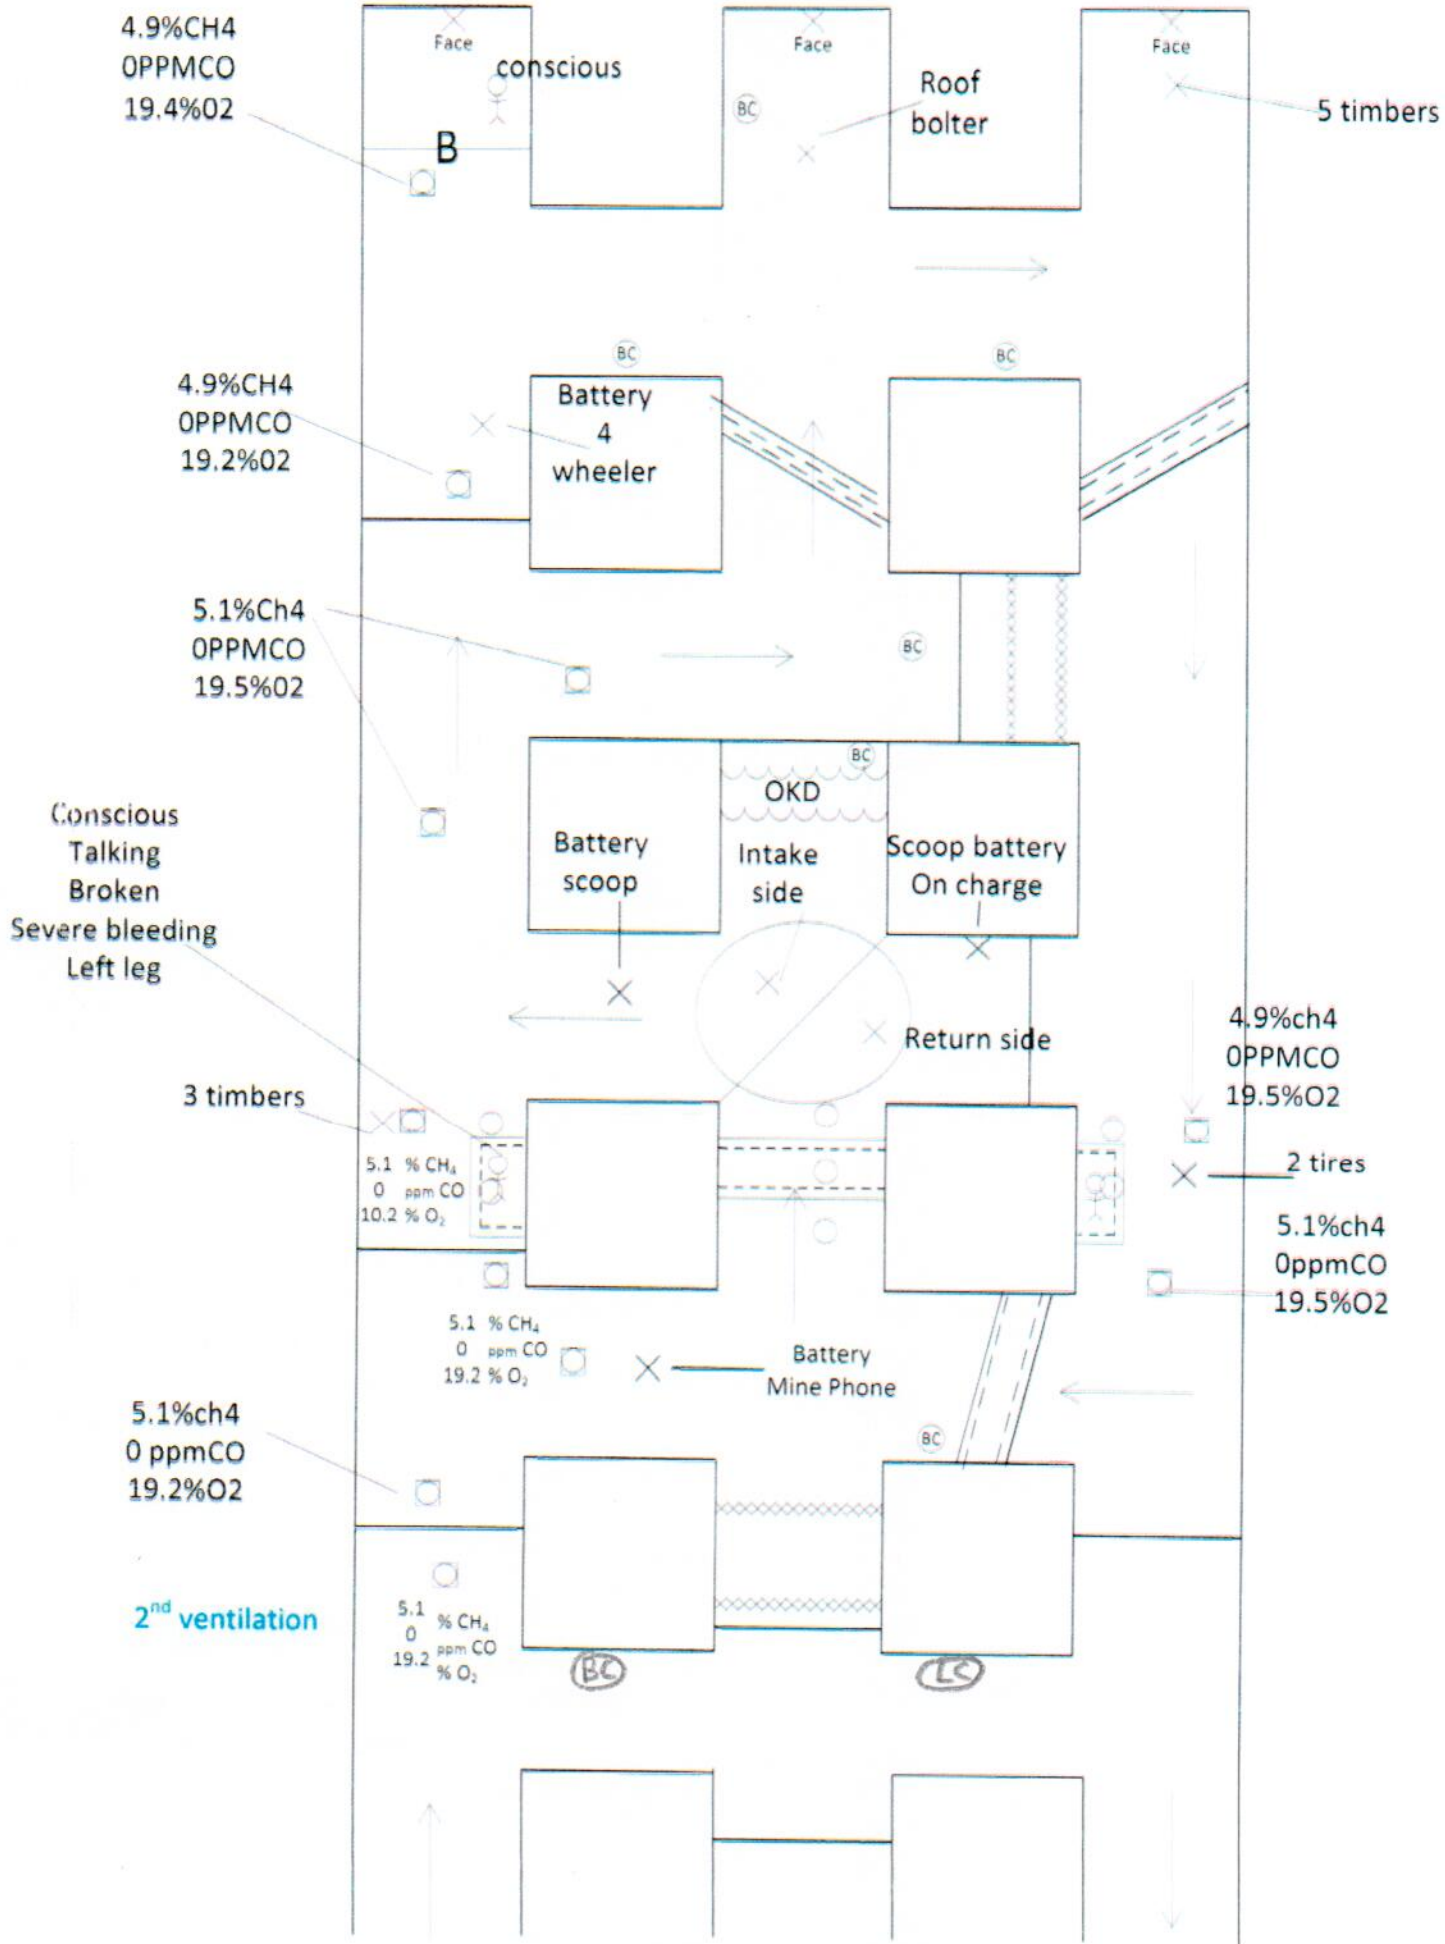 4.9%CH4
0PPMCO
19.4%02
Face
conscious
B
Face
BC
Roof
bolter
Face
5 timbers
4.9%CH4
0PPMCO
19.2%02
BC
Battery
4
wheeler
BC
5.1%Ch4
0PPMCO
19.5%02
BC
BC
OKD
Conscious
Talking
Broken
Severe bleeding
Left leg
Battery
scoop
Intake
side
Scoop battery
On charge
Return side
4.9%ch4
0PPMCO
19.5%O2
3 timbers
5.1 % CH₄
0 ppm CO
10.2 % O₂
2 tires
5.1%ch4
0ppmCO
19.5%O2
5.1 % CH₄
0 ppm CO
19.2 % O₂
Battery
Mine Phone
BC
5.1%ch4
0 ppmCO
19.2%O2
2nd ventilation
5.1 % CH₄
0 ppm CO
19.2 % O₂
BC